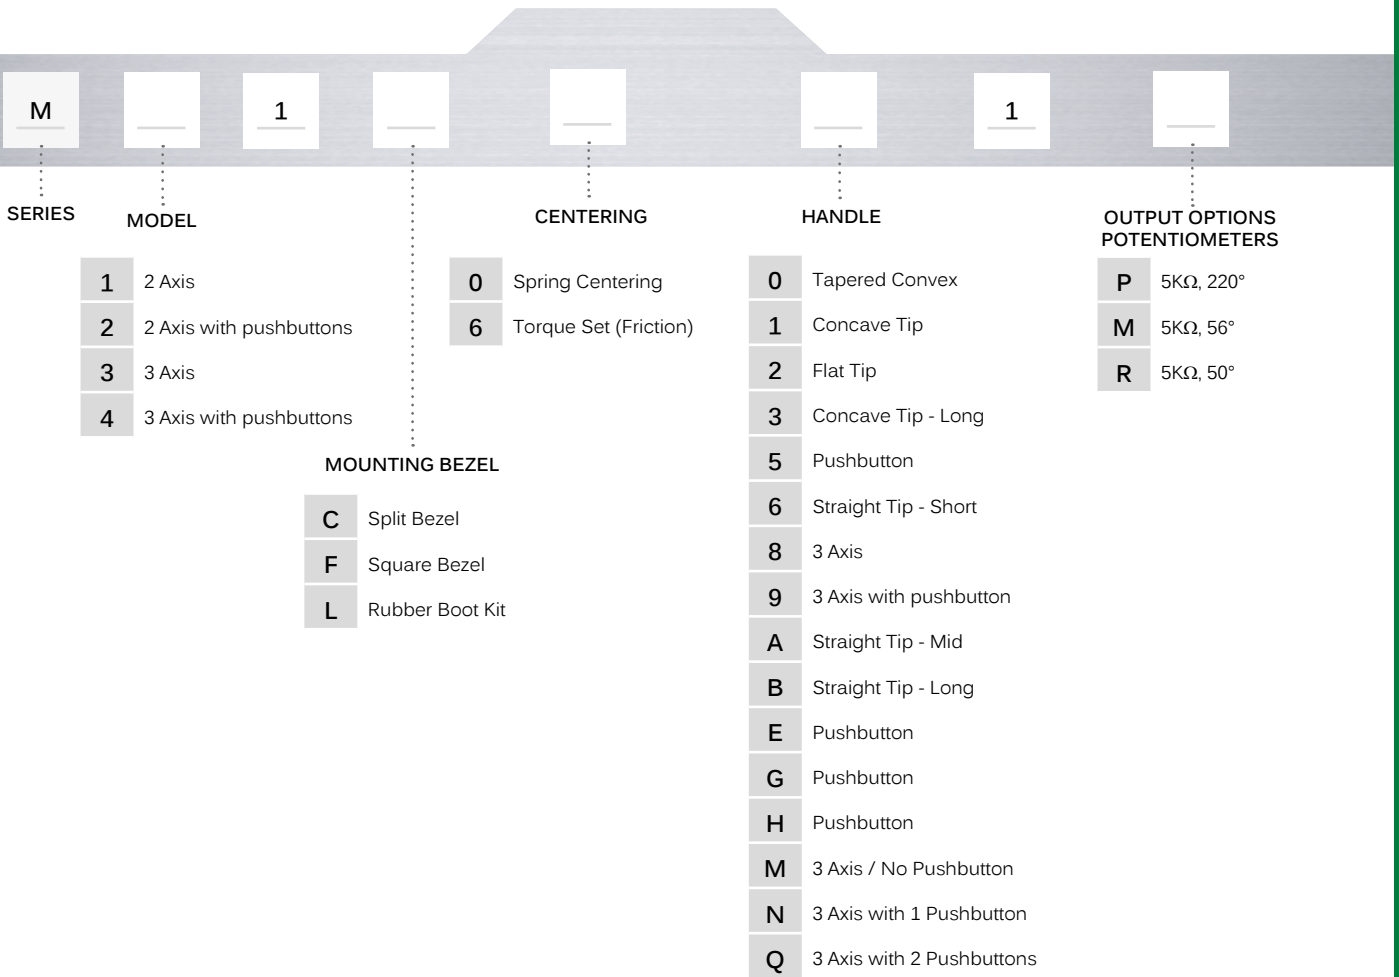 M 1 1
SERIES
MODEL
1 2 Axis
2 2 Axis with pushbuttons
3 3 Axis
4 3 Axis with pushbuttons
MOUNTING BEZEL
C Split Bezel
F Square Bezel
L Rubber Boot Kit
CENTERING
0 Spring Centering
6 Torque Set (Friction)
HANDLE
0 Tapered Convex
1 Concave Tip
2 Flat Tip
3 Concave Tip - Long
5 Pushbutton
6 Straight Tip - Short
8 3 Axis
9 3 Axis with pushbutton
A Straight Tip - Mid
B Straight Tip - Long
E Pushbutton
G Pushbutton
H Pushbutton
M 3 Axis / No Pushbutton
N 3 Axis with 1 Pushbutton
Q 3 Axis with 2 Pushbuttons
OUTPUT OPTIONS
POTENTIOMETERS
P 5KΩ, 220°
M 5KΩ, 56°
R 5KΩ, 50°